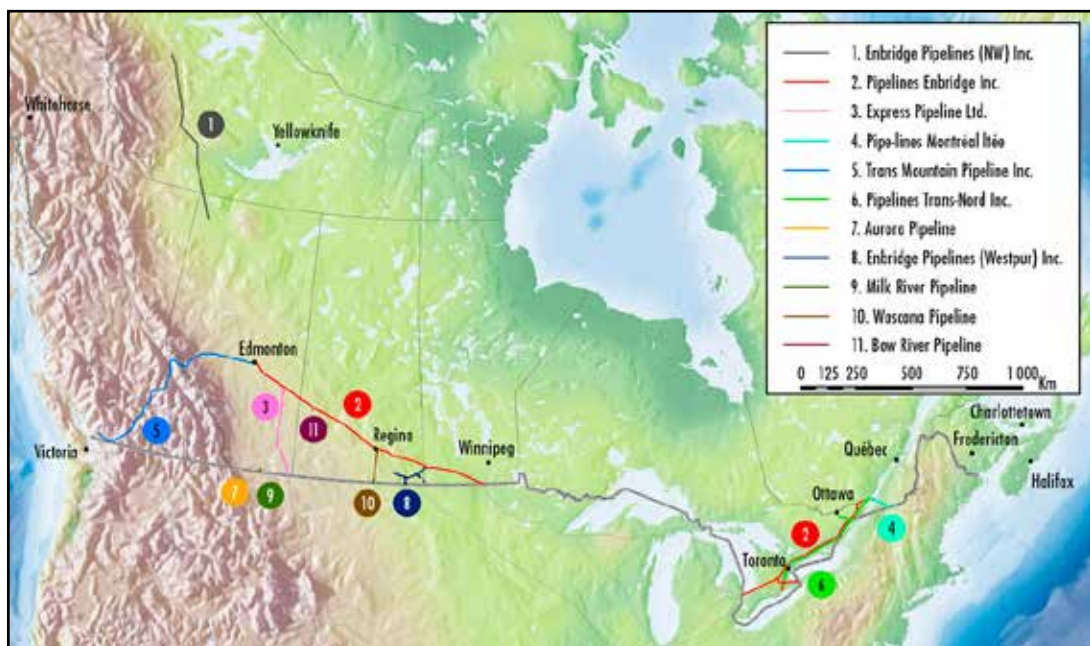 Whitehorse
1
Yellowknife
Edmonton
3
2
11
5
Regina
Victoria
Winnipeg
7
9
10
8
Québec
Charlottetown
Fredericton
Halifax
Ottawa
2
4
Toronto
6
1. Enbridge Pipelines (NW) Inc.
2. Pipelines Enbridge Inc.
3. Express Pipeline Ltd.
4. Pipe-lines Montréal ltée
5. Trans Mountain Pipeline Inc.
6. Pipelines Trans-Nord Inc.
7. Aurora Pipeline
8. Enbridge Pipelines (Westpur) Inc.
9. Milk River Pipeline
10. Wascana Pipeline
11. Bow River Pipeline
0 125 250 500 750 1 000
Km